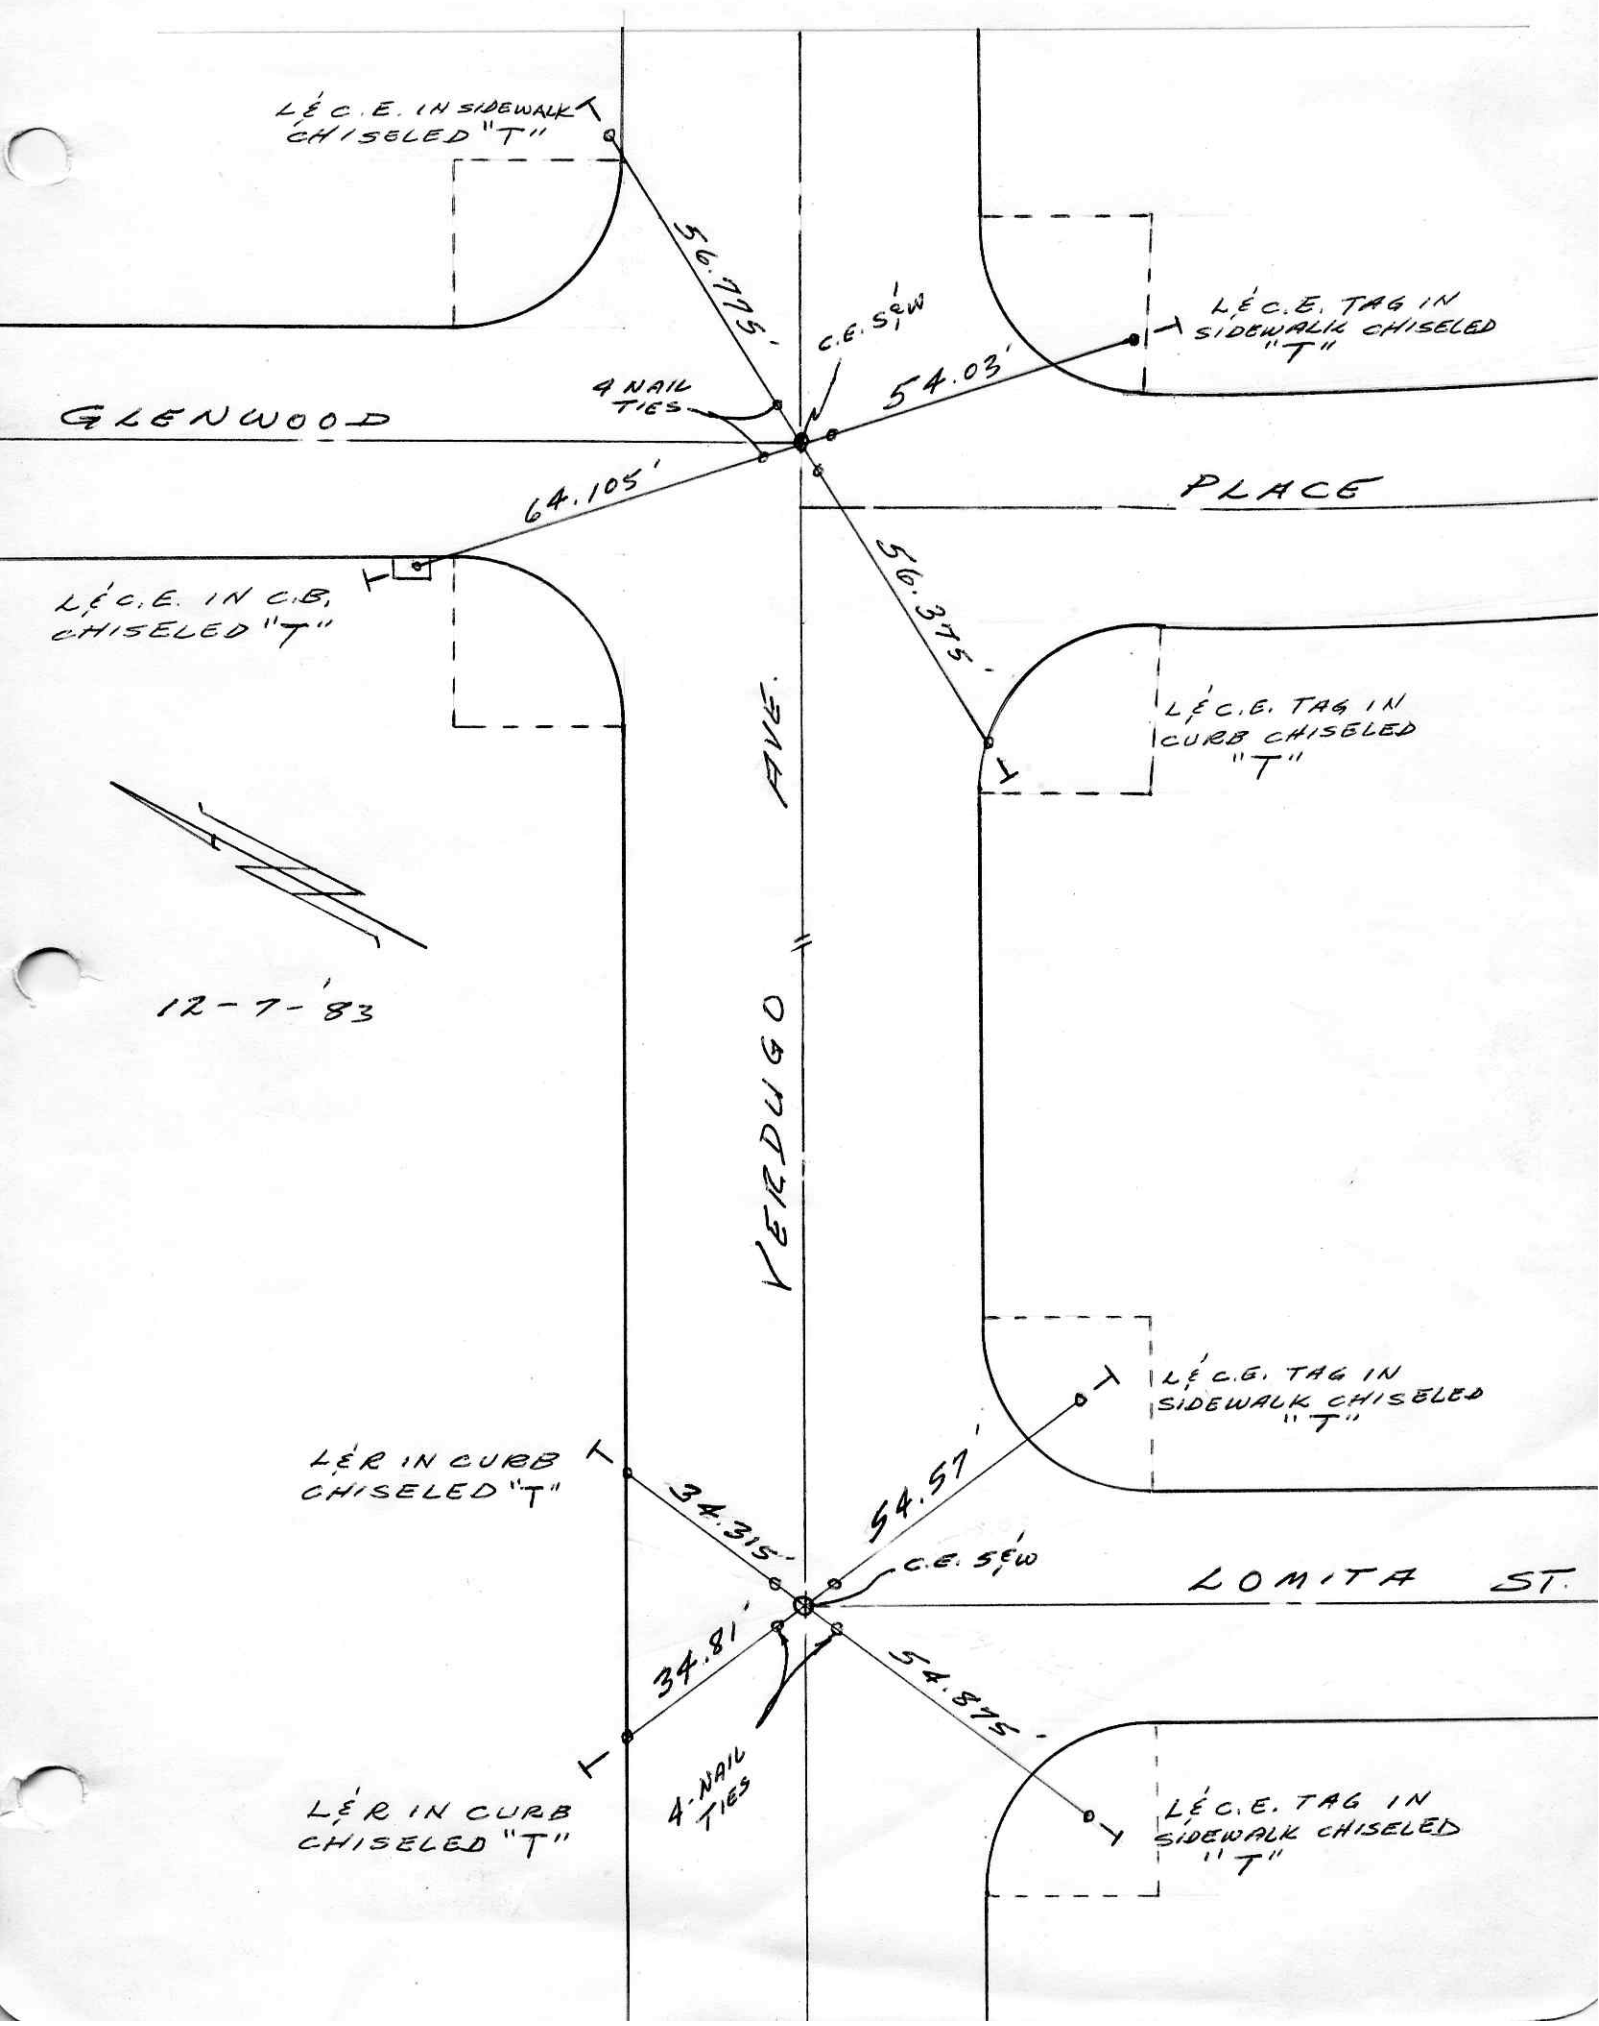 L&C.E. IN SIDEWALK
CHISELED "T"
T
56.775'
C.E. S&W
L&C.E. TAG IN
SIDEWALK CHISELED
"T"
T
54.03'
4 NAIL
TIES
GLENWOOD
PLACE
64.105'
56.375'
T
L&C.E. IN C.B.
CHISELED "T"
AVE.
L&C.E. TAG IN
CURB CHISELED
"T"
T
12-7-'83
VERDUGO
L&C.E. TAG IN
SIDEWALK CHISELED
"T"
T
L&R IN CURB
CHISELED "T"
T
34.315'
54.57'
C.E. S&W
LOMITA ST.
34.81'
54.875'
T
4-NAIL
TIES
L&R IN CURB
CHISELED "T"
L&C.E. TAG IN
SIDEWALK CHISELED
"T"
T